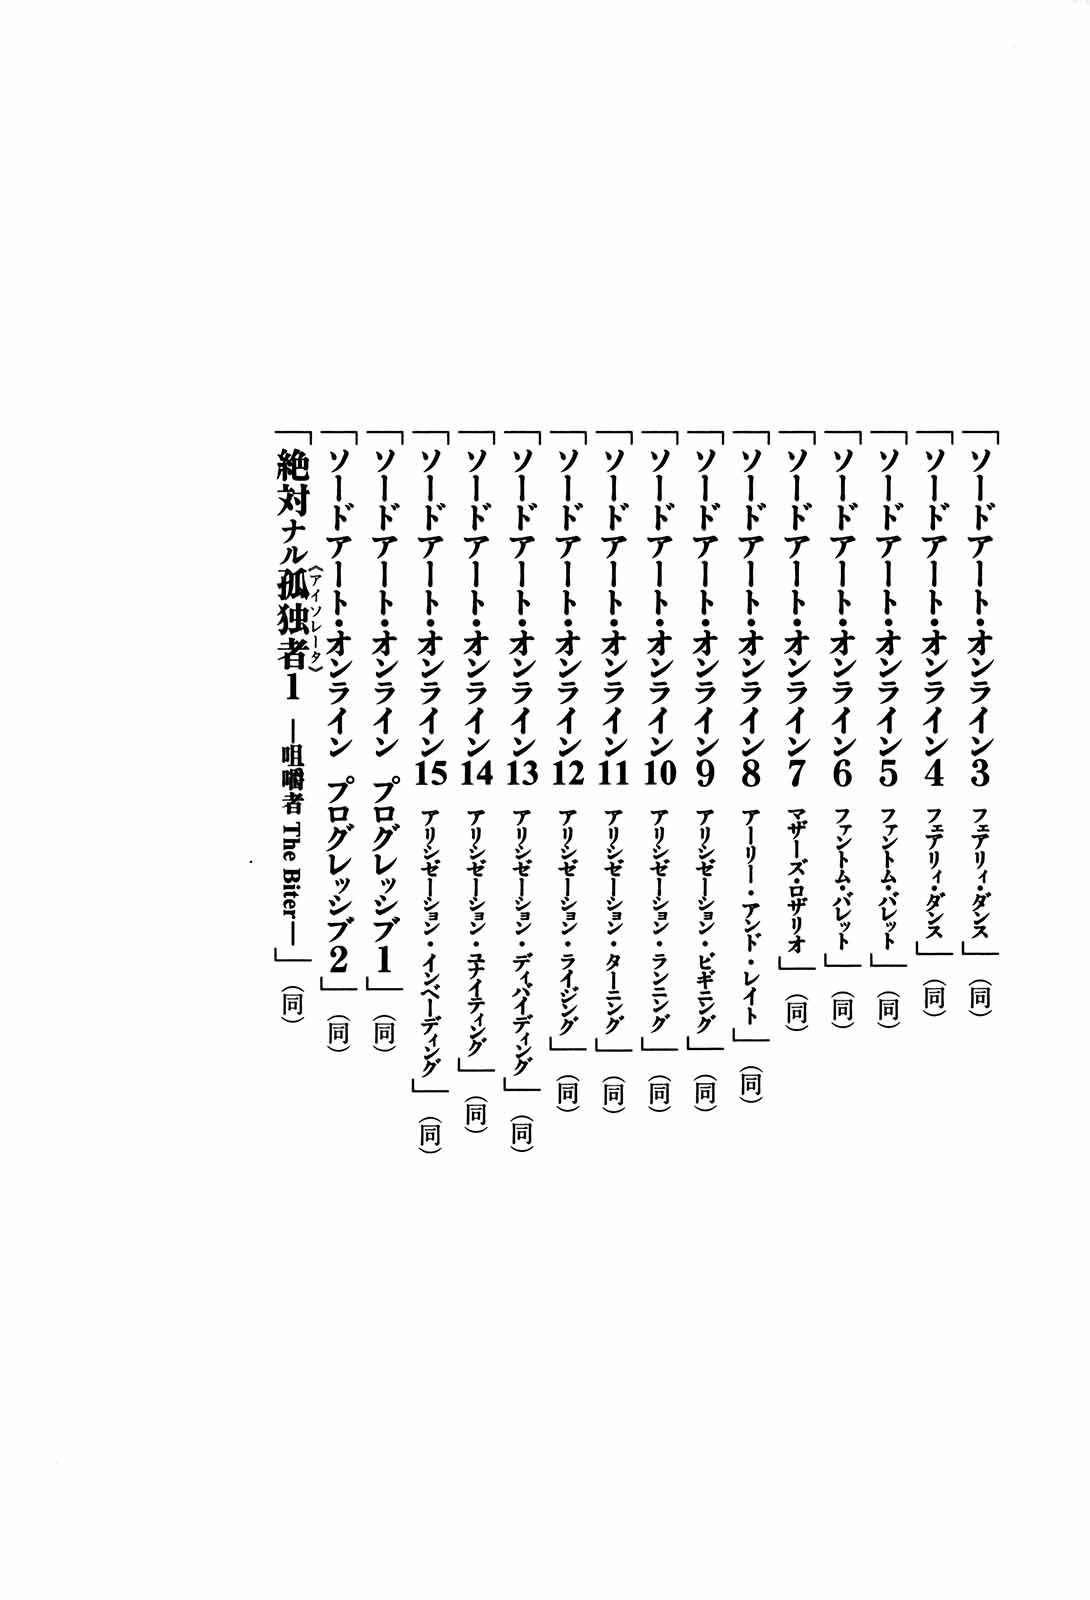 「ソードアート・オンライン3 フェアリィ・ダンス」（同）
「ソードアート・オンライン4 フェアリィ・ダンス」（同）
「ソードアート・オンライン5 ファントム・バレット」（同）
「ソードアート・オンライン6 ファントム・バレット」（同）
「ソードアート・オンライン7 マザーズ・ロザリオ」（同）
「ソードアート・オンライン8 アーリー・アンド・レイト」（同）
「ソードアート・オンライン9 アリシゼーション・ビギニング」（同）
「ソードアート・オンライン10 アリシゼーション・ランニング」（同）
「ソードアート・オンライン11 アリシゼーション・ターニング」（同）
「ソードアート・オンライン12 アリシゼーション・ライジング」（同）
「ソードアート・オンライン13 アリシゼーション・ディバイディング」（同）
「ソードアート・オンライン14 アリシゼーション・ユナイティング」（同）
「ソードアート・オンライン15 アリシゼーション・インベーディング」（同）
「ソードアート・オンライン プログレッシブ1」（同）
「ソードアート・オンライン プログレッシブ2」（同）
《アイソレータ》
「絶対ナル孤独者1 ―咀嚼者 The Biter―」（同）